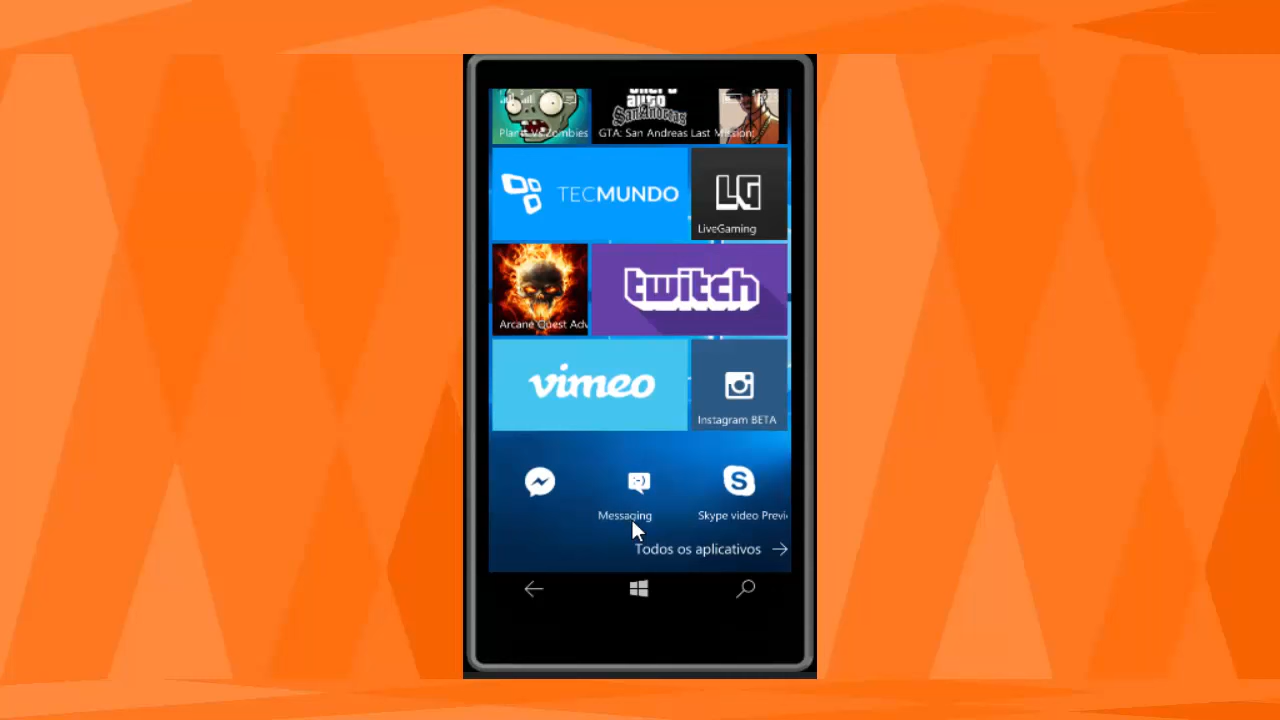 Plants Vs Zombies
San Andreas
GTA: San Andreas Last Mission:
TECMUNDO
LG
LiveGaming
Arcane Quest Adv
twitch
vimeo
Instagram BETA
:-)
S
Messaging
Skype video Previ
Todos os aplicativos